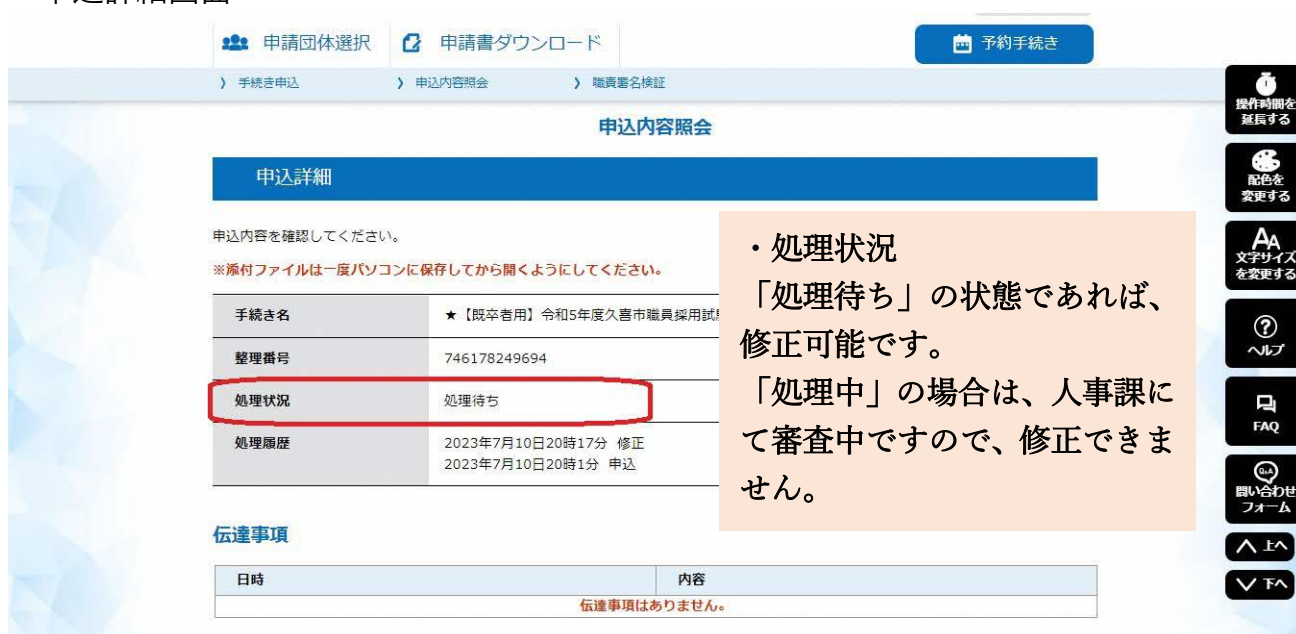 申請団体選択 申請書ダウンロード 予約手続き
手続き申込 申込内容照会 職責署名検証
申込内容照会
申込詳細
申込内容を確認してください。
※添付ファイルは一度パソコンに保存してから開くようにしてください。
手続き名 ★【既卒者用】令和5年度久喜市職員採用試
整理番号 746178249694
処理状況 処理待ち
処理履歴 2023年7月10日20時17分 修正
2023年7月10日20時1分 申込
・処理状況
「処理待ち」の状態であれば、
修正可能です。
「処理中」の場合は、人事課に
て審査中ですので、修正できま
せん。
伝達事項
日時 内容
伝達事項はありません。
操作時間を
延長する
配色を
変更する
AA
文字サイズ
を変更する
?
ヘルプ
FAQ
Q&A
問い合わせ
フォーム
上へ
下へ